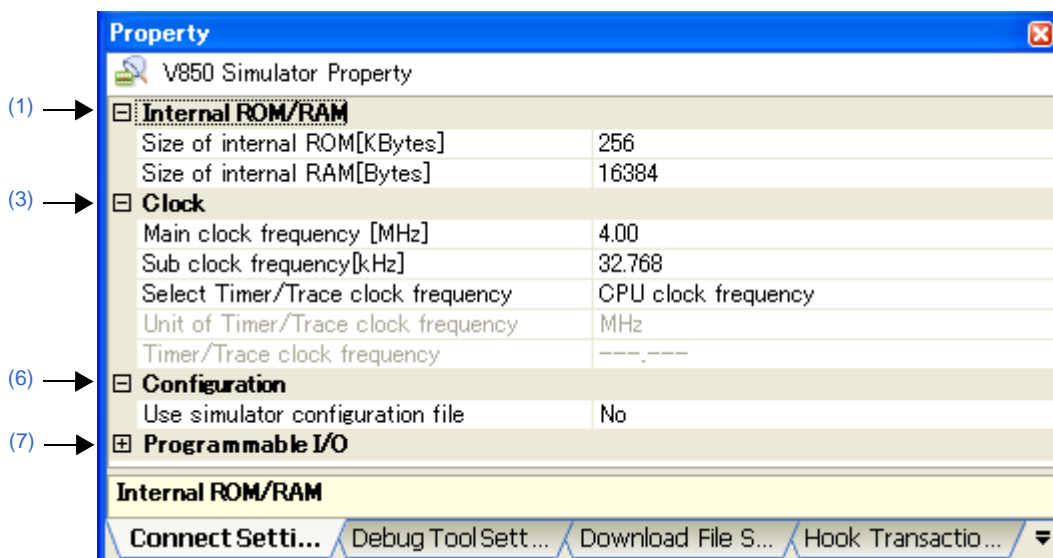 Property
V850 Simulator Property
(1) Internal ROM/RAM
Size of internal ROM[KBytes] 256
Size of internal RAM[Bytes] 16384
(3) Clock
Main clock frequency [MHz] 4.00
Sub clock frequency[kHz] 32.768
Select Timer/Trace clock frequency CPU clock frequency
Unit of Timer/Trace clock frequency MHz
Timer/Trace clock frequency ---.---
(6) Configuration
Use simulator configuration file No
(7) Programmable I/O
Internal ROM/RAM
Connect Setti... Debug Tool Sett... Download File S... Hook Transactio...